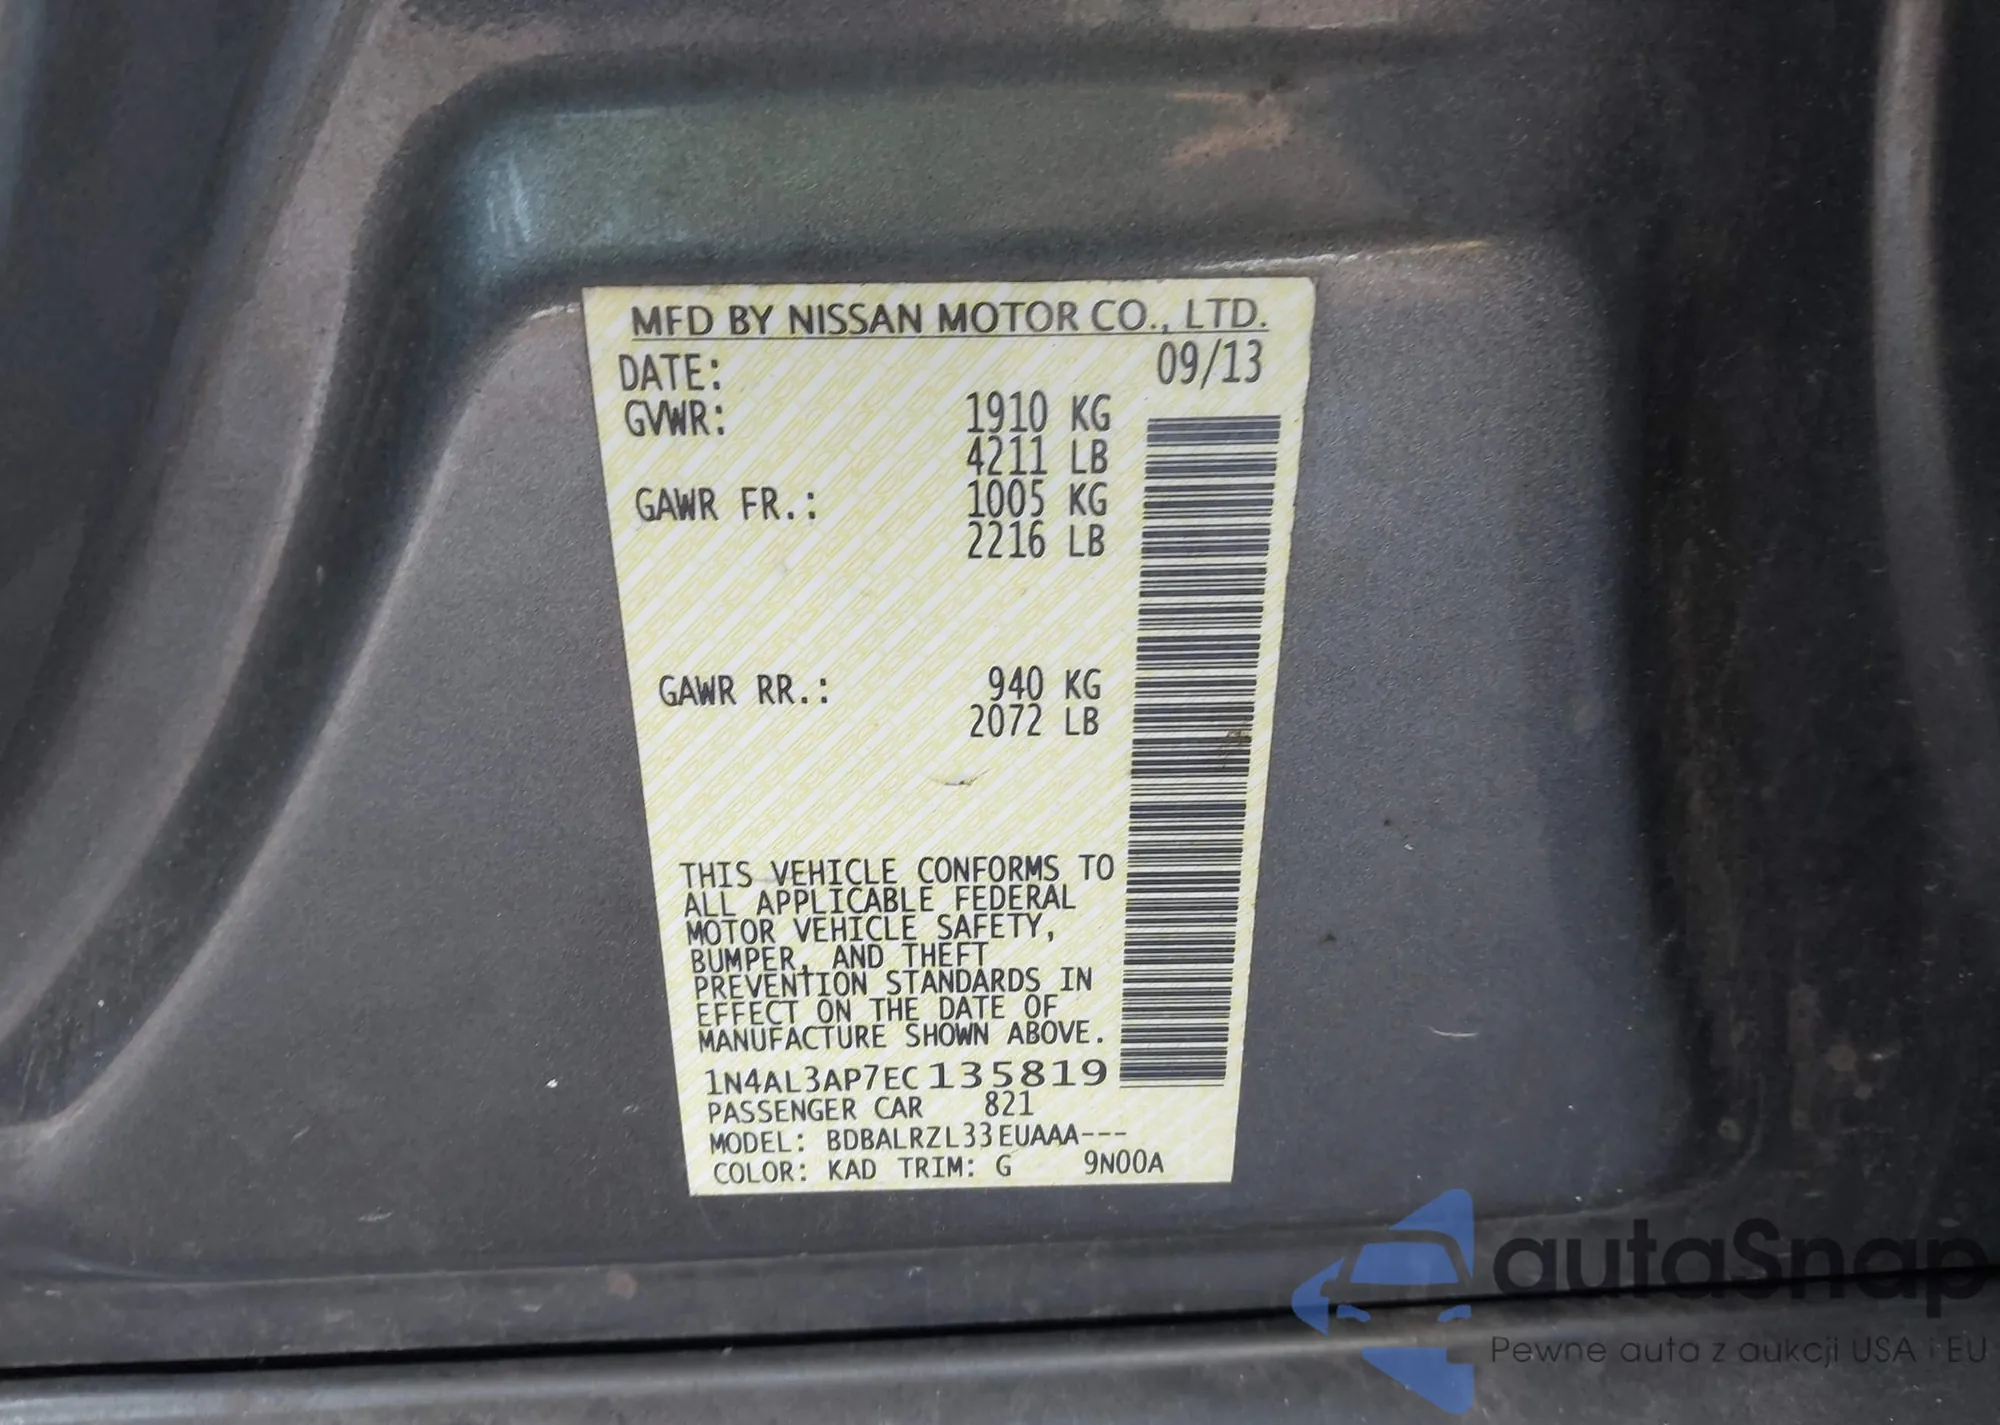 MFD BY NISSAN MOTOR CO., LTD.
DATE: 09/13
GVWR: 1910 KG
4211 LB
GAWR FR.: 1005 KG
2216 LB
GAWR RR.: 940 KG
2072 LB
THIS VEHICLE CONFORMS TO
ALL APPLICABLE FEDERAL
MOTOR VEHICLE SAFETY,
BUMPER, AND THEFT
PREVENTION STANDARDS IN
EFFECT ON THE DATE OF
MANUFACTURE SHOWN ABOVE.
1N4AL3AP7EC135819
PASSENGER CAR 821
MODEL: BDBALRZL33EUAAA---
COLOR: KAD TRIM: G 9N00A
autaSnap
Pewne auta z aukcji USA i EU